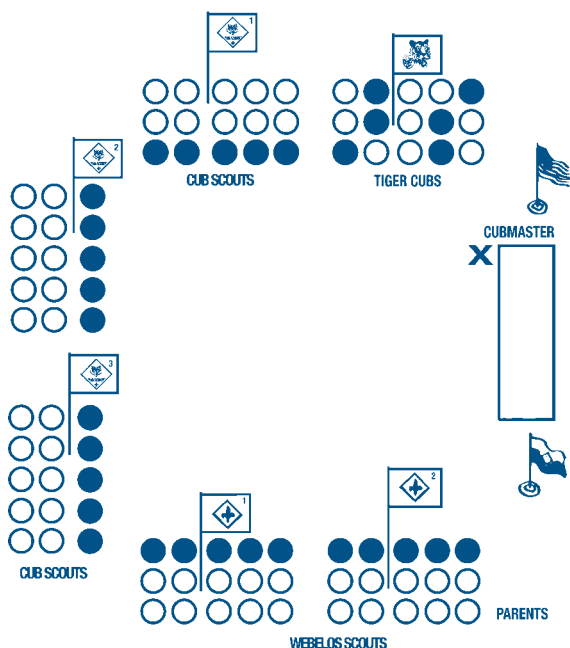 1
CUB SCOUTS
TIGER CUBS
2
CUBMASTER
X
3
CUB SCOUTS
1
2
PARENTS
WEBELOS SCOUTS